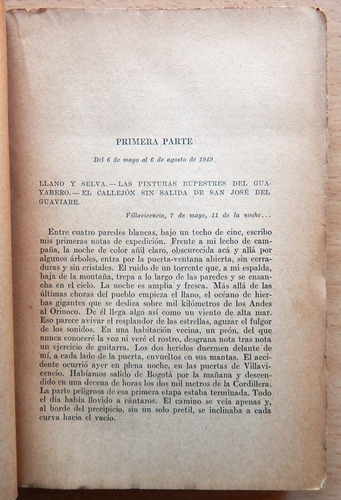 PRIMERA PARTE
Del 6 de mayo al 6 de agosto de 1949
LLANO Y SELVA.—LAS PINTURAS RUPESTRES DEL GUA-
YABERO.—EL CALLEJÓN SIN SALIDA DE SAN JOSÉ DEL
GUAVIARE.
Villavicencio, 7 de mayo, 11 de la noche...
Entre cuatro paredes blancas, bajo un techo de cinc, escribo
mis primeras notas de expedición. Frente a mi lecho de cam-
paña, la noche de color añil claro, obscurecida acá y allá por
algunos árboles, entra por la puerta-ventana abierta, sin cerra-
duras y sin cristales. El ruido de un torrente que, a mi espalda,
baja de la montaña, trepa a lo largo de las paredes y se ensan-
cha en el cielo. La noche es amplia y fresca. Más allá de las
últimas chozas del pueblo empieza el llano, el océano de hier-
bas gigantes que se desliza sobre mil kilómetros de los Andes
al Orinoco. De él llega algo así como un viento de alta mar.
Eso parece avivar el resplandor de las estrellas, aguzar el fulgor
de los sonidos. En una habitación vecina, un peón, del que
nunca conoceré la voz ni veré el rostro, desgrana nota tras nota
un ejercicio de guitarra. Los dos heridos duermen delante de
mí, a cada lado de la puerta, envueltos en sus mantas. El acci-
dente ocurrió ayer en plena noche, en las puertas de Villavi-
cencio. Habíamos salido de Bogotá por la mañana y descen-
dido en una decena de horas los dos mil metros de la Cordillera.
La parte peligrosa de esa primera etapa estaba terminada. Todo
el día había llovido a cántaros. El camino se veía apenas y,
al borde del precipicio, sin un solo pretil, se inclinaba a cada
curva hacia el vacío.